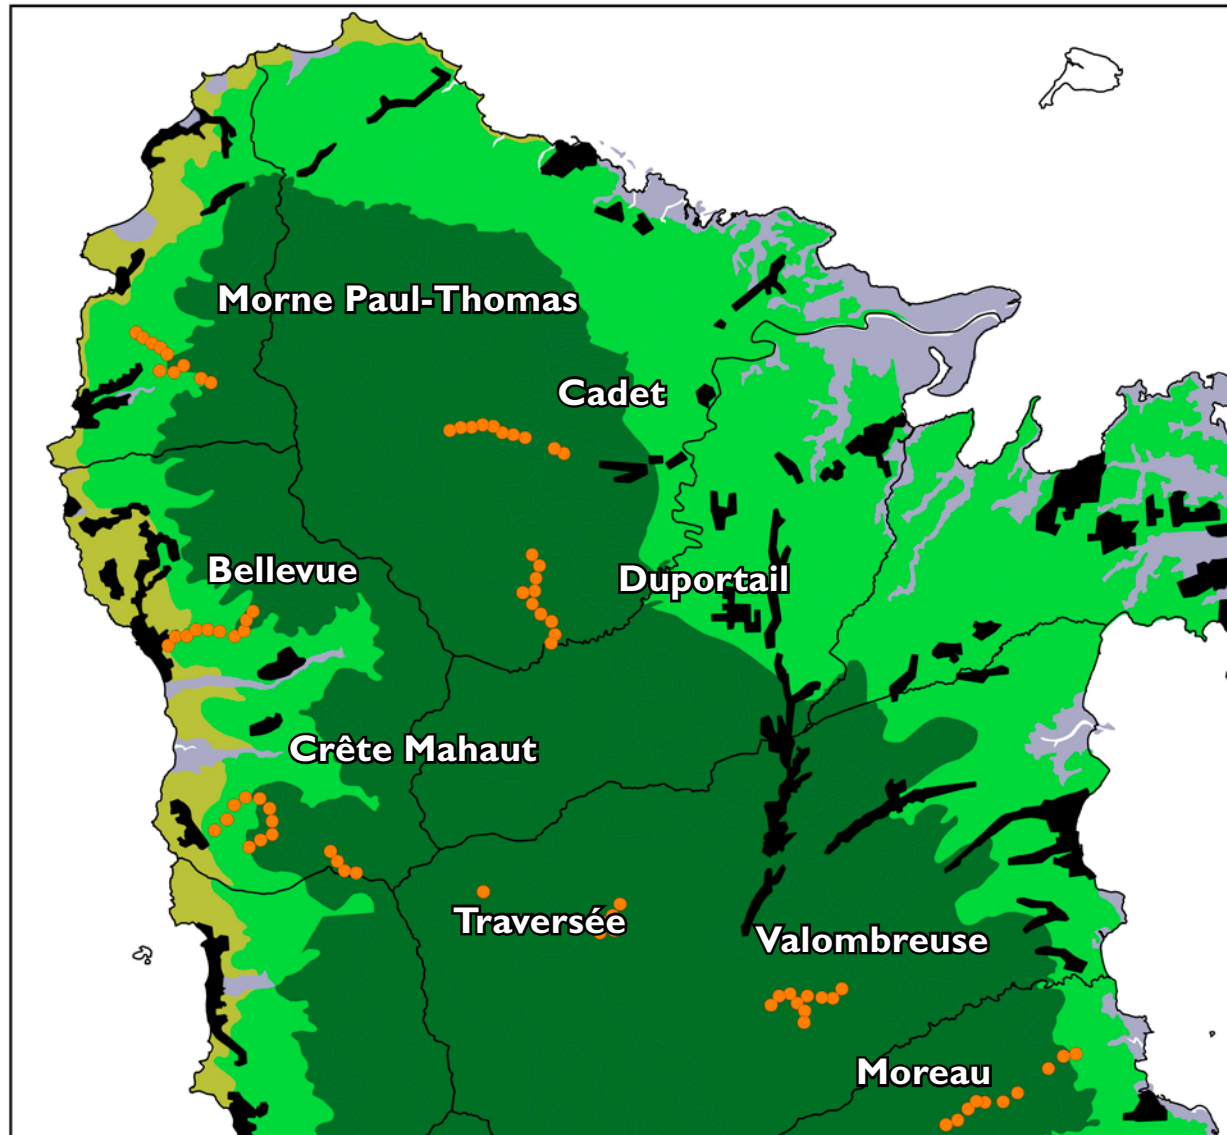 Morne Paul-Thomas
Cadet
Bellevue
Duportail
Crête Mahaut
Traversée
Valombreuse
Moreau